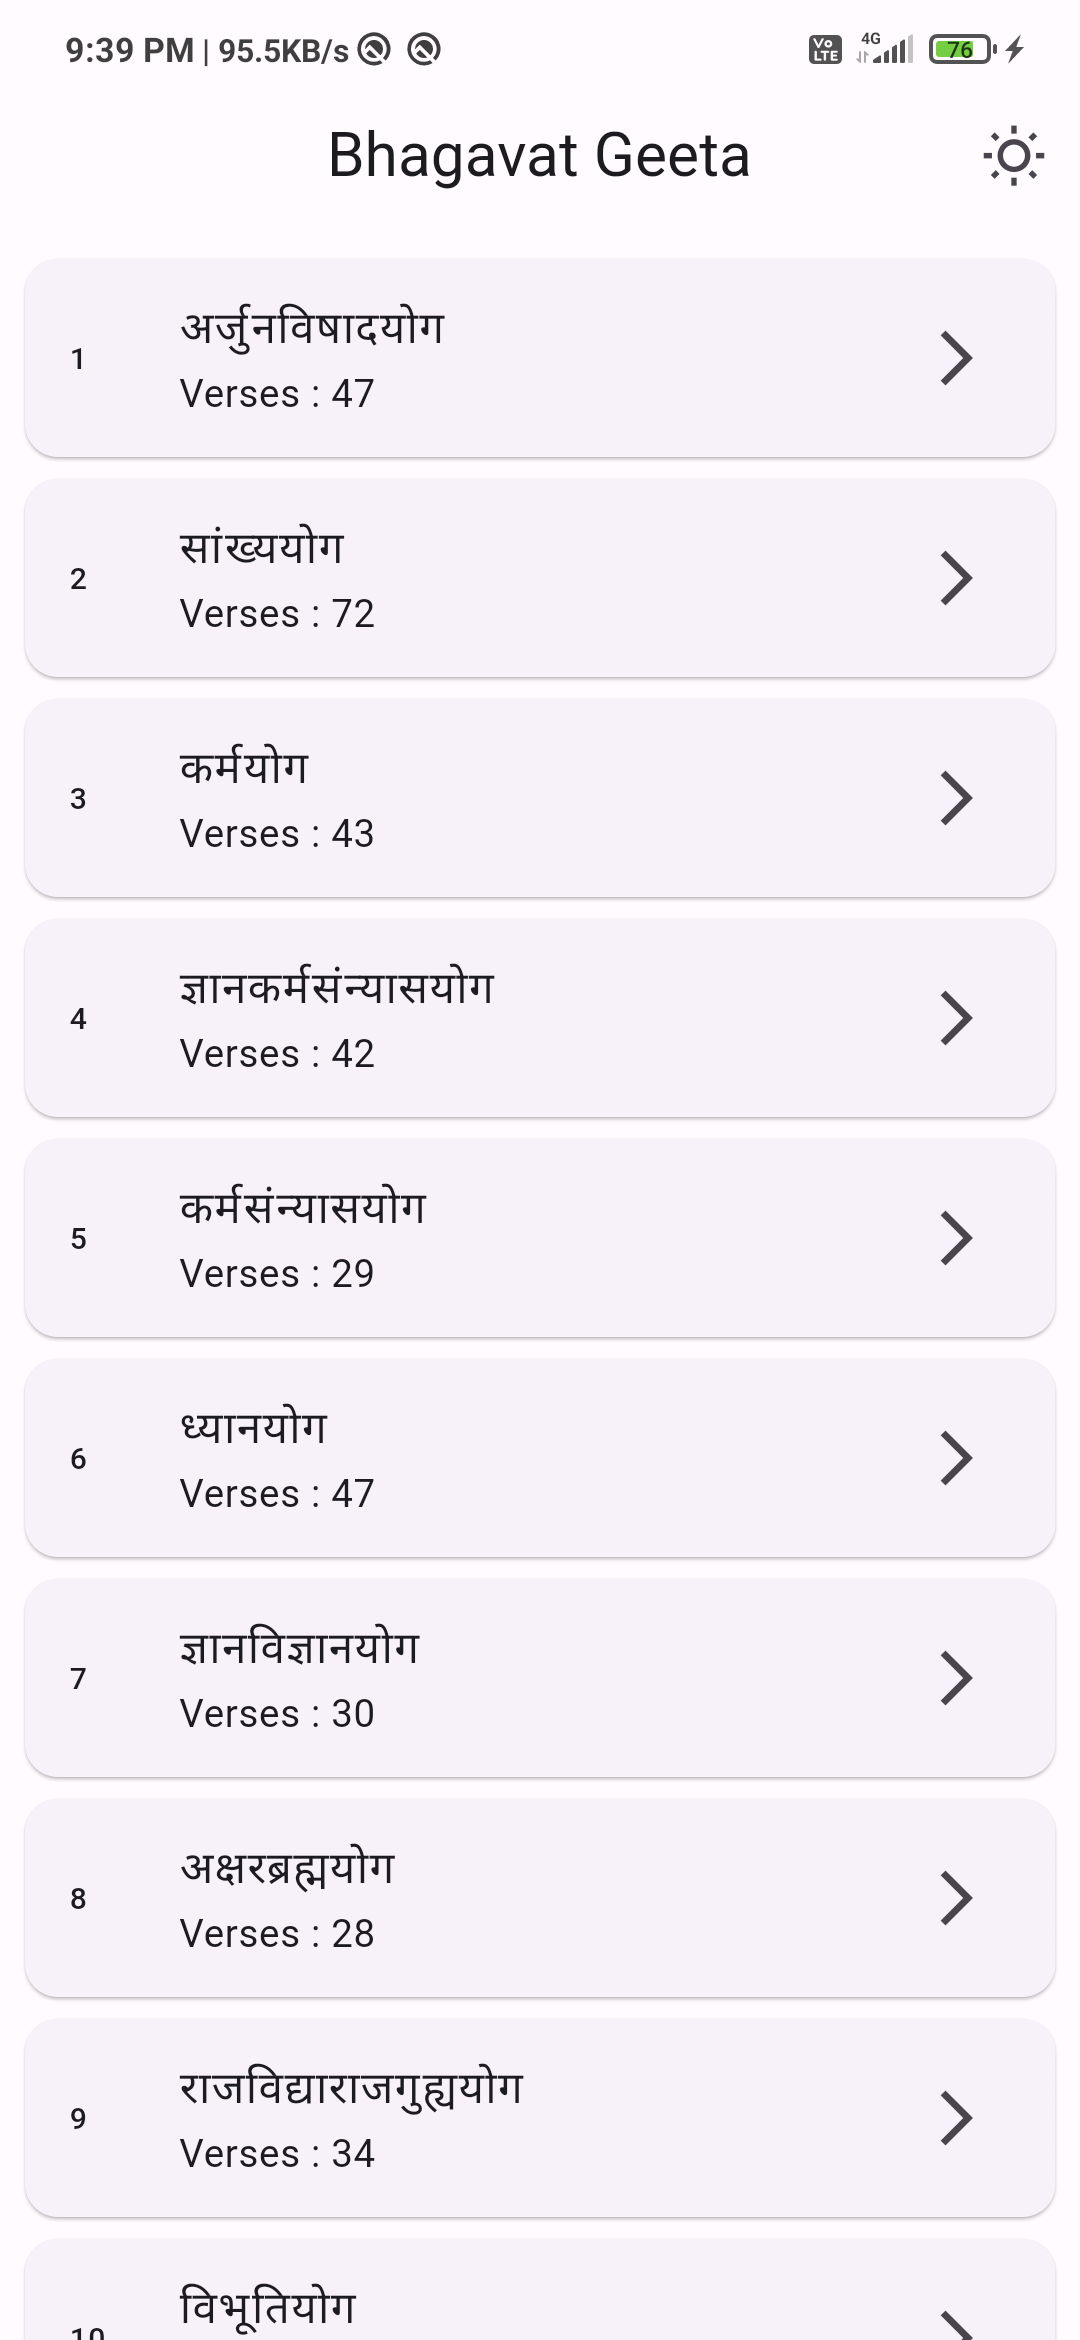 9:39 PM | 95.5KB/s Vo LTE 4G 76
Bhagavat Geeta
1
अर्जुनविषादयोग
Verses : 47
2
सांख्ययोग
Verses : 72
3
कर्मयोग
Verses : 43
4
ज्ञानकर्मसंन्यासयोग
Verses : 42
5
कर्मसंन्यासयोग
Verses : 29
6
ध्यानयोग
Verses : 47
7
ज्ञानविज्ञानयोग
Verses : 30
8
अक्षरब्रह्मयोग
Verses : 28
9
राजविद्याराजगुह्ययोग
Verses : 34
10
विभूतियोग